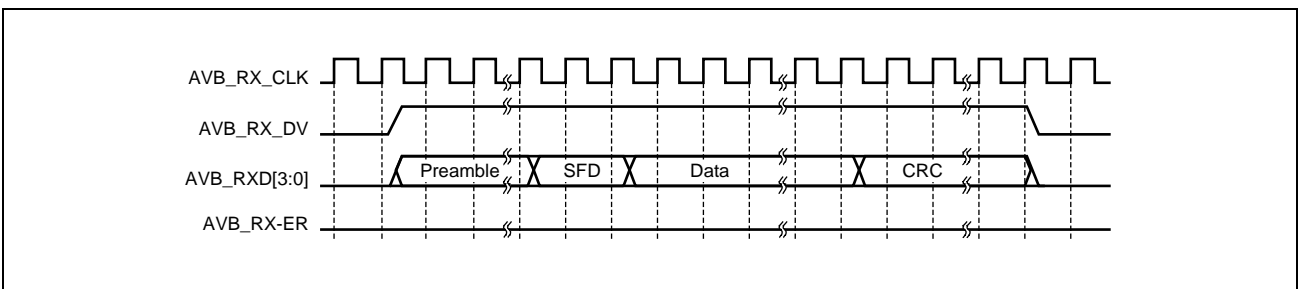 AVB_RX_CLK
AVB_RX_DV
AVB_RXD[3:0] Preamble SFD Data CRC
AVB_RX-ER